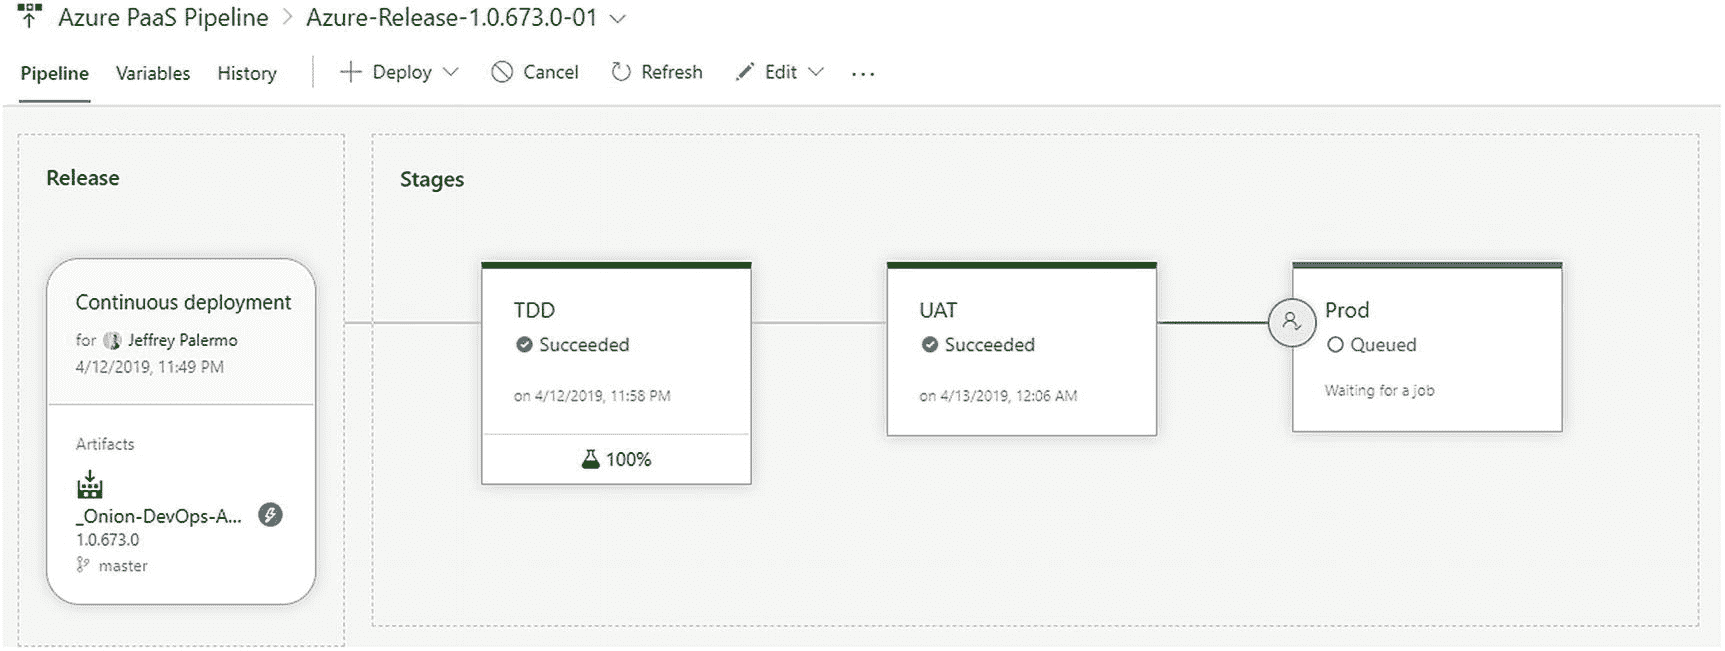 Azure PaaS Pipeline > Azure-Release-1.0.673.0-01
Pipeline Variables History Deploy Cancel Refresh Edit ...
Release
Stages
Continuous deployment
for Jeffrey Palermo
4/12/2019, 11:49 PM
Artifacts
_Onion-DevOps-A...
1.0.673.0
master
TDD
Succeeded
on 4/12/2019, 11:58 PM
100%
UAT
Succeeded
on 4/13/2019, 12:06 AM
Prod
Queued
Waiting for a job